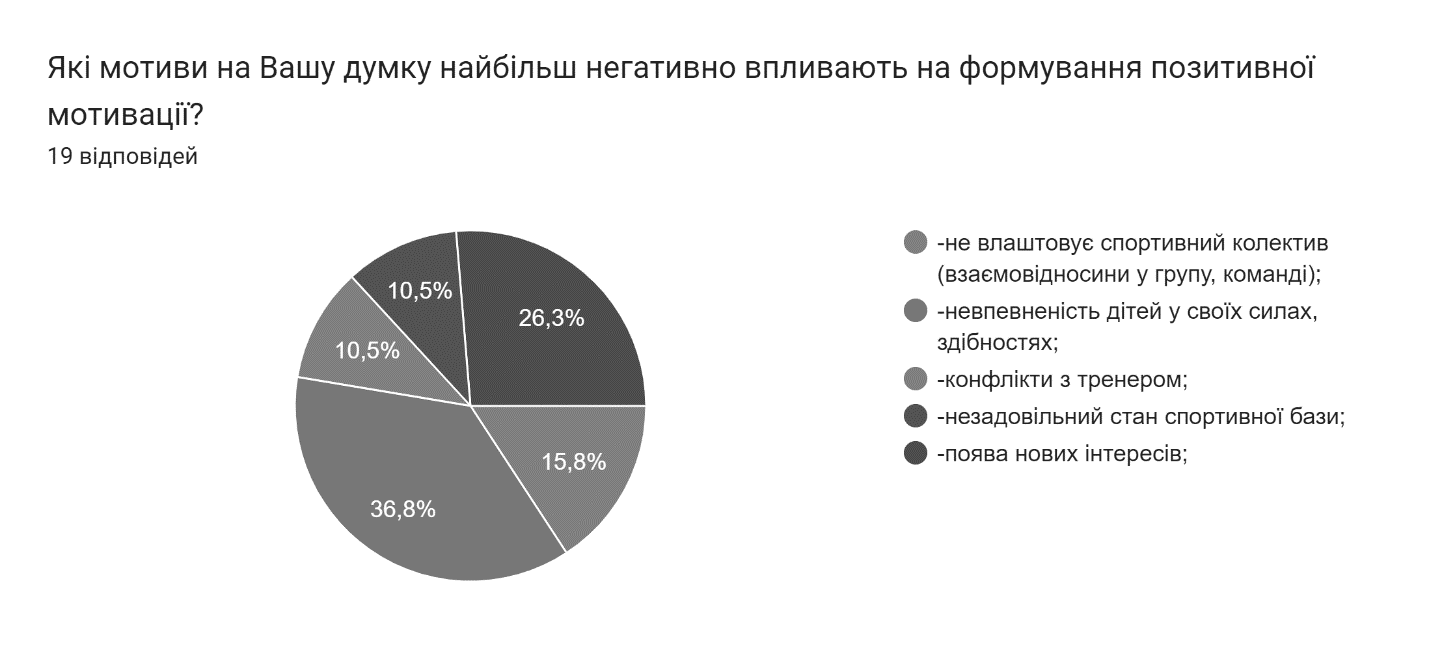 Які мотиви на Вашу думку найбільш негативно впливають на формування позитивної
мотивації?
19 відповідей
10,5%
26,3%
10,5%
15,8%
36,8%
-не влаштовує спортивний колектив
(взаємовідносини у групу, команді);
-невпевненість дітей у своїх силах,
здібностях;
-конфлікти з тренером;
-незадовільний стан спортивної бази;
-поява нових інтересів;